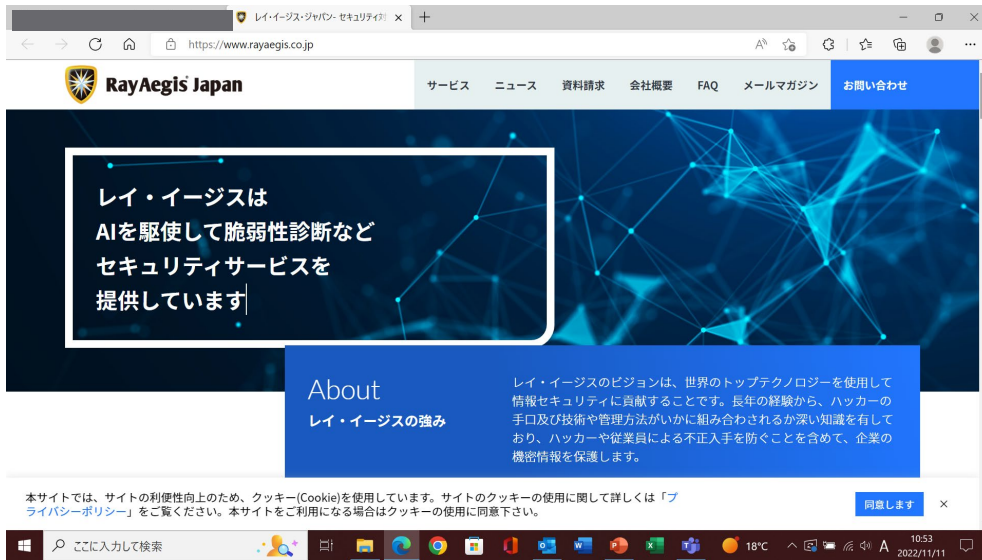 レイ・イージス・ジャパン- セキュリティ対
https://www.rayaegis.co.jp
RayAegis Japan
サービス ニュース 資料請求 会社概要 FAQ メールマガジン お問い合わせ
レイ・イージスは
AIを駆使して脆弱性診断など
セキュリティサービスを
提供しています
About
レイ・イージスの強み
レイ・イージスのビジョンは、世界のトップテクノロジーを使用して
情報セキュリティに貢献することです。長年の経験から、ハッカーの
手口及び技術や管理方法がいかに組み合わされるか深い知識を有して
おり、ハッカーや従業員による不正入手を防ぐことを含めて、企業の
機密情報を保護します。
本サイトでは、サイトの利便性向上のため、クッキー(Cookie)を使用しています。サイトのクッキーの使用に関して詳しくは「プ
ライバシーポリシー」をご覧ください。本サイトをご利用になる場合はクッキーの使用に同意下さい。
同意します
ここに入力して検索
18°C
A
10:53
2022/11/11